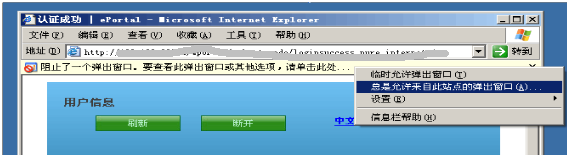 认证成功 | ePortal - Microsoft Internet Explorer
文件(F) 编辑(E) 查看(V) 收藏(A) 工具(T) 帮助(H)
地址(D) http:/ loginsuccess.pure.intern 转到
阻止了一个弹出窗口。要查看此弹出窗口或其他选项，请单击此处...
临时允许弹出窗口(T)
总是允许来自此站点的弹出窗口(A)...
设置(E)
信息栏帮助(H)
用户信息
刷新 断开 中文